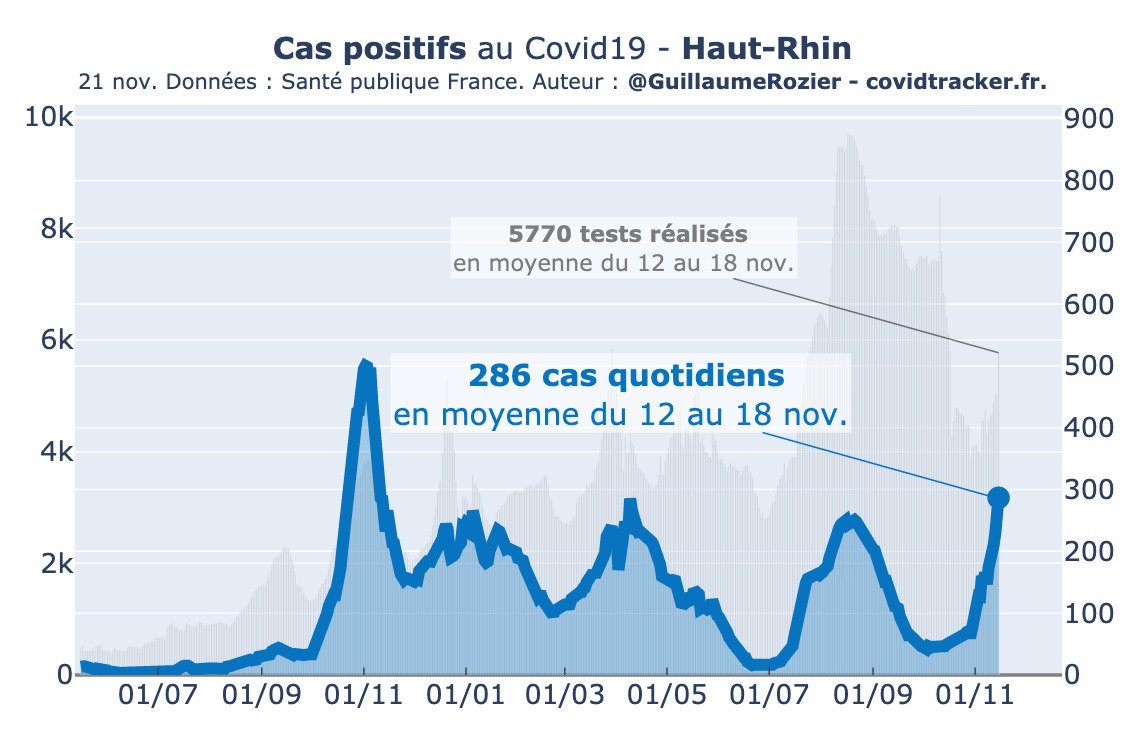 Cas positifs au Covid19 - Haut-Rhin
21 nov. Données : Santé publique France. Auteur : @GuillaumeRozier - covidtracker.fr.
10k
8k
6k
4k
2k
0
900
800
700
600
500
400
300
200
100
0
5770 tests réalisés
en moyenne du 12 au 18 nov.
286 cas quotidiens
en moyenne du 12 au 18 nov.
01/07 01/09 01/11 01/01 01/03 01/05 01/07 01/09 01/11